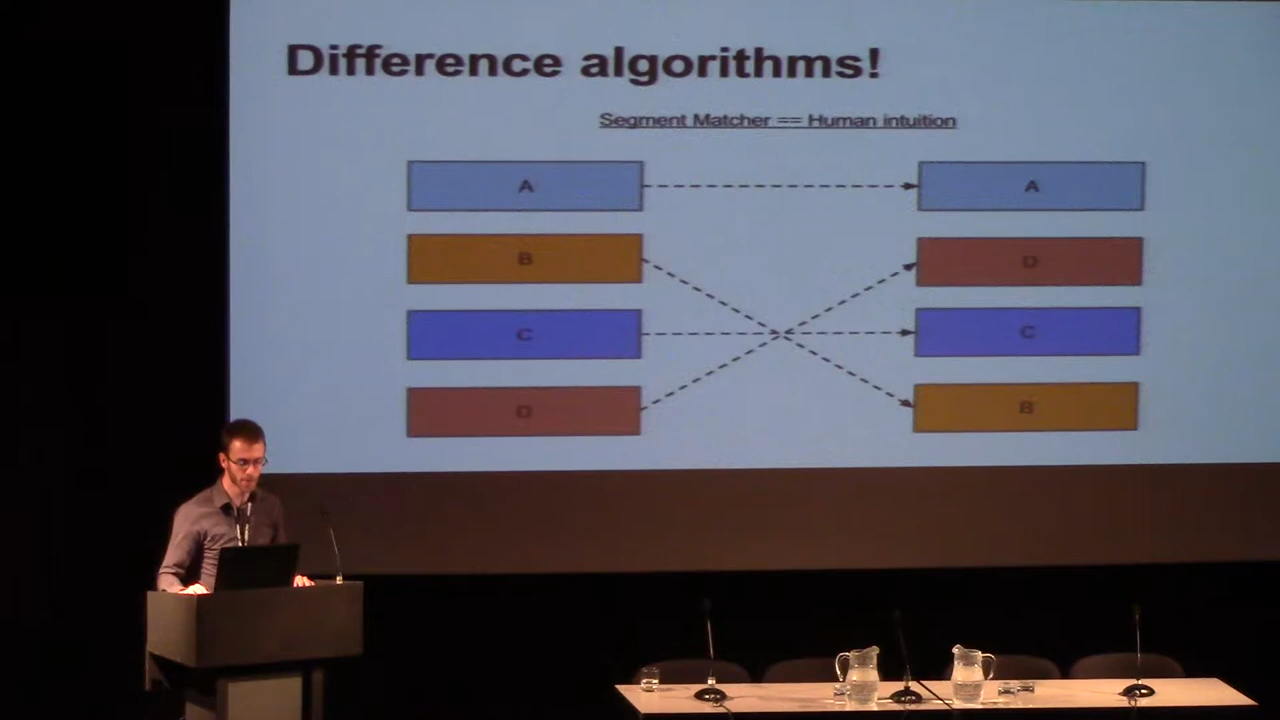 Difference algorithms!
Segment Matcher == Human intuition
A
A
B
D
C
C
D
B